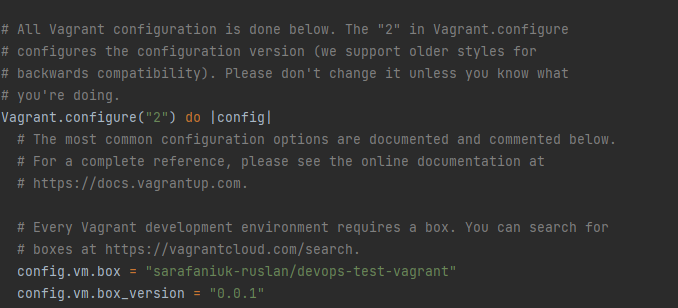 # All Vagrant configuration is done below. The "2" in Vagrant.configure
# configures the configuration version (we support older styles for
# backwards compatibility). Please don't change it unless you know what
# you're doing.
Vagrant.configure("2") do |config|
  # The most common configuration options are documented and commented below.
  # For a complete reference, please see the online documentation at
  # https://docs.vagrantup.com.

  # Every Vagrant development environment requires a box. You can search for
  # boxes at https://vagrantcloud.com/search.
  config.vm.box = "sarafaniuk-ruslan/devops-test-vagrant"
  config.vm.box_version = "0.0.1"